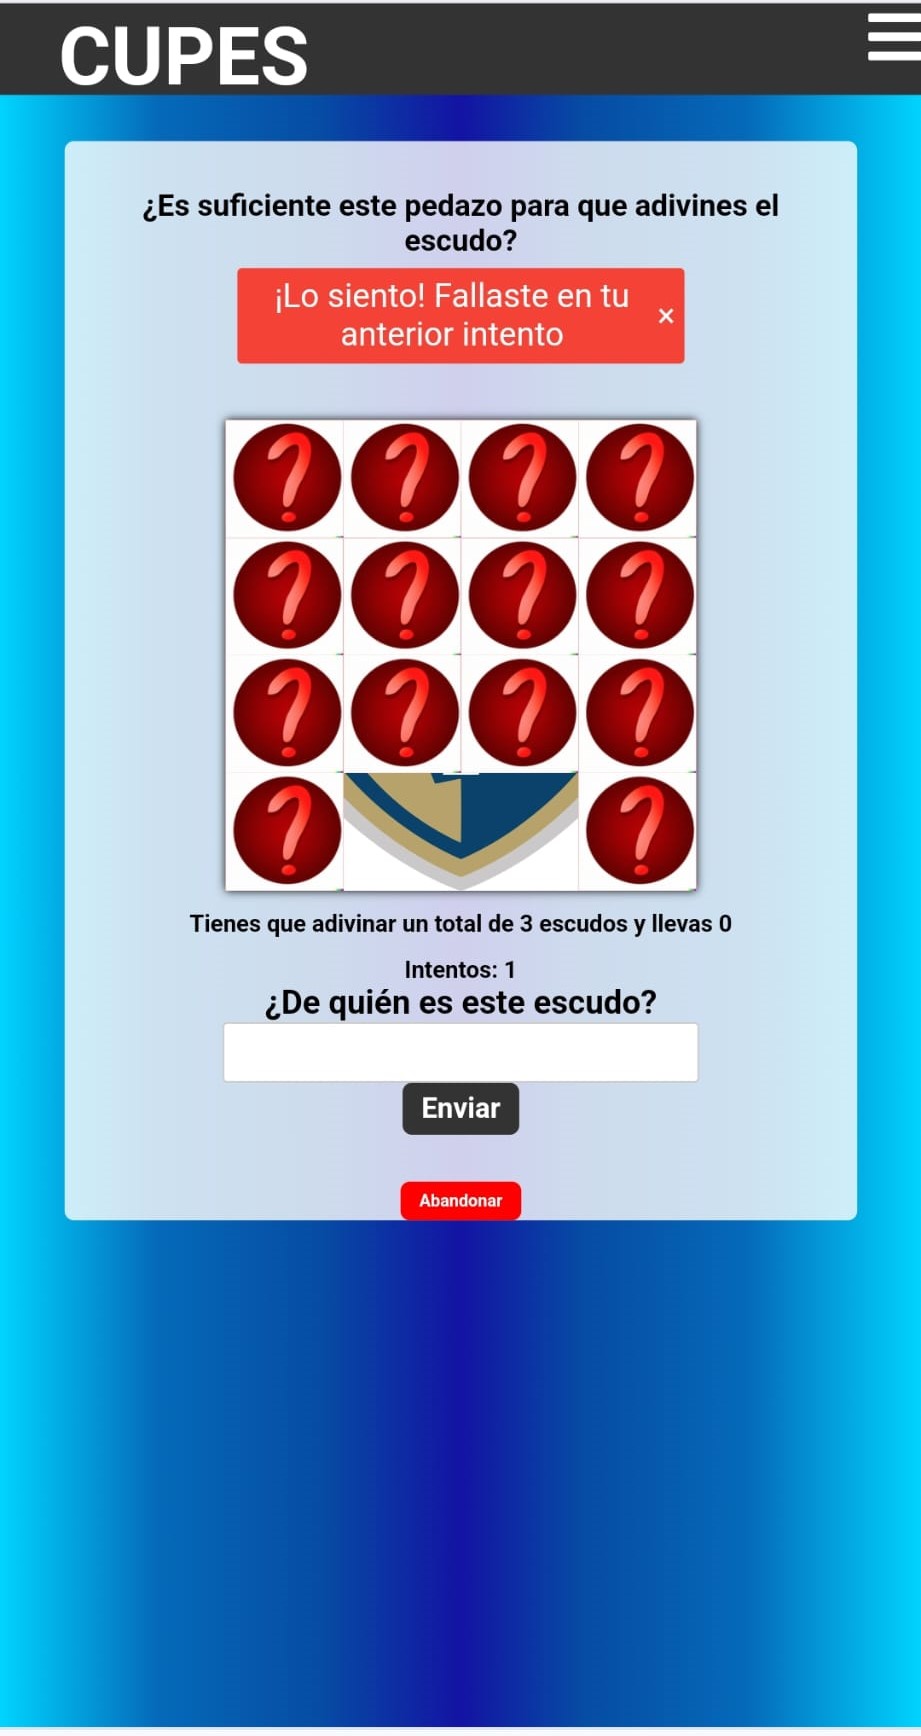 CUPES
¿Es suficiente este pedazo para que adivines el
escudo?
¡Lo siento! Fallaste en tu
anterior intento
×
? ? ? ?
? ? ? ?
? ? ? ?
? ?
Tienes que adivinar un total de 3 escudos y llevas 0
Intentos: 1
¿De quién es este escudo?
Enviar
Abandonar